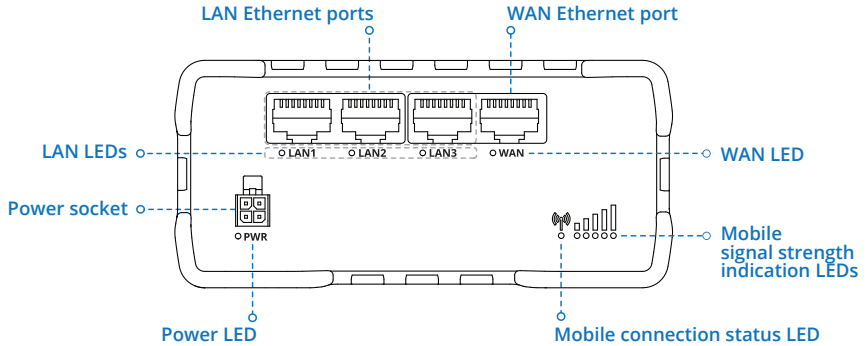 LAN Ethernet ports
WAN Ethernet port
LAN LEDs
LAN1
LAN2
LAN3
WAN
WAN LED
Power socket
PWR
Mobile
signal strength
indication LEDs
Power LED
Mobile connection status LED